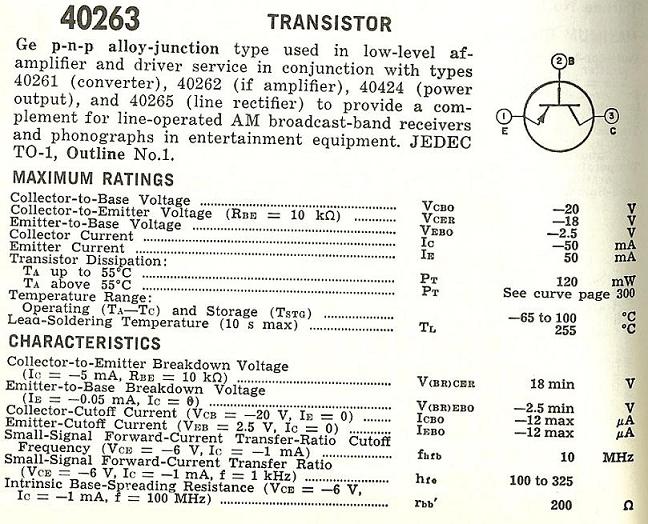 40263
TRANSISTOR
Ge p-n-p alloy-junction type used in low-level af-
amplifier and driver service in conjunction with types
40261 (converter), 40262 (if amplifier), 40424 (power
output), and 40265 (line rectifier) to provide a com-
plement for line-operated AM broadcast-band receivers
and phonographs in entertainment equipment. JEDEC
TO-1, Outline No.1.
2 B
1
3
E
C
MAXIMUM RATINGS
Collector-to-Base Voltage VCBO —20 V
Collector-to-Emitter Voltage (RBE = 10 kΩ) VCER —18 V
Emitter-to-Base Voltage VEBO —2.5 V
Collector Current IC —50 mA
Emitter Current IE 50 mA
Transistor Dissipation:
TA up to 55°C PT 120 mW
TA above 55°C PT See curve page 300
Temperature Range:
Operating (TA—TC) and Storage (TSTG) —65 to 100 °C
Lead-Soldering Temperature (10 s max) TL 255 °C
CHARACTERISTICS
Collector-to-Emitter Breakdown Voltage
(IC = —5 mA, RBE = 10 kΩ) V(BR)CER 18 min V
Emitter-to-Base Breakdown Voltage
(IE = —0.05 mA, IC = 0) V(BR)EBO —2.5 min V
Collector-Cutoff Current (VCB = —20 V, IE = 0) ICBO —12 max μA
Emitter-Cutoff Current (VEB = 2.5 V, IC = 0) IEBO —12 max μA
Small-Signal Forward-Current Transfer-Ratio Cutoff
Frequency (VCE = —6 V, IC = —1 mA) fhfb 10 MHz
Small-Signal Forward-Current Transfer Ratio
(VCE = —6 V, IC = —1 mA, f = 1 kHz) hfe 100 to 325
Intrinsic Base-Spreading Resistance (VCE = —6 V,
IC = —1 mA, f = 100 MHz) rbb' 200 Ω